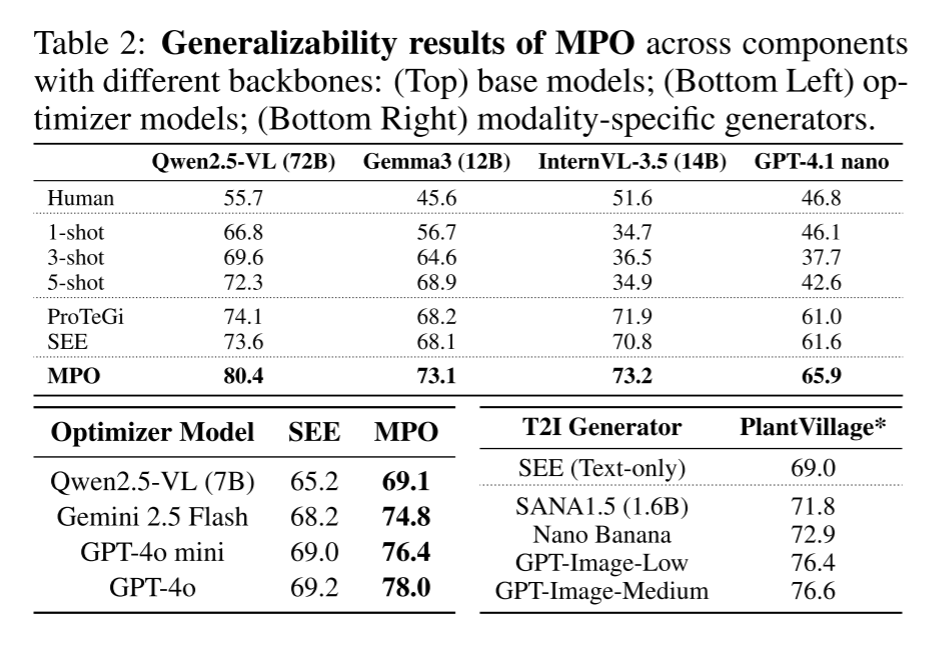 Table 2: Generalizability results of MPO across components
with different backbones: (Top) base models; (Bottom Left) op-
timizer models; (Bottom Right) modality-specific generators.
Qwen2.5-VL (72B) Gemma3 (12B) InternVL-3.5 (14B) GPT-4.1 nano
Human 55.7 45.6 51.6 46.8
1-shot 66.8 56.7 34.7 46.1
3-shot 69.6 64.6 36.5 37.7
5-shot 72.3 68.9 34.9 42.6
ProTeGi 74.1 68.2 71.9 61.0
SEE 73.6 68.1 70.8 61.6
MPO 80.4 73.1 73.2 65.9
Optimizer Model SEE MPO
Qwen2.5-VL (7B) 65.2 69.1
Gemini 2.5 Flash 68.2 74.8
GPT-4o mini 69.0 76.4
GPT-4o 69.2 78.0
T2I Generator PlantVillage*
SEE (Text-only) 69.0
SANA1.5 (1.6B) 71.8
Nano Banana 72.9
GPT-Image-Low 76.4
GPT-Image-Medium 76.6